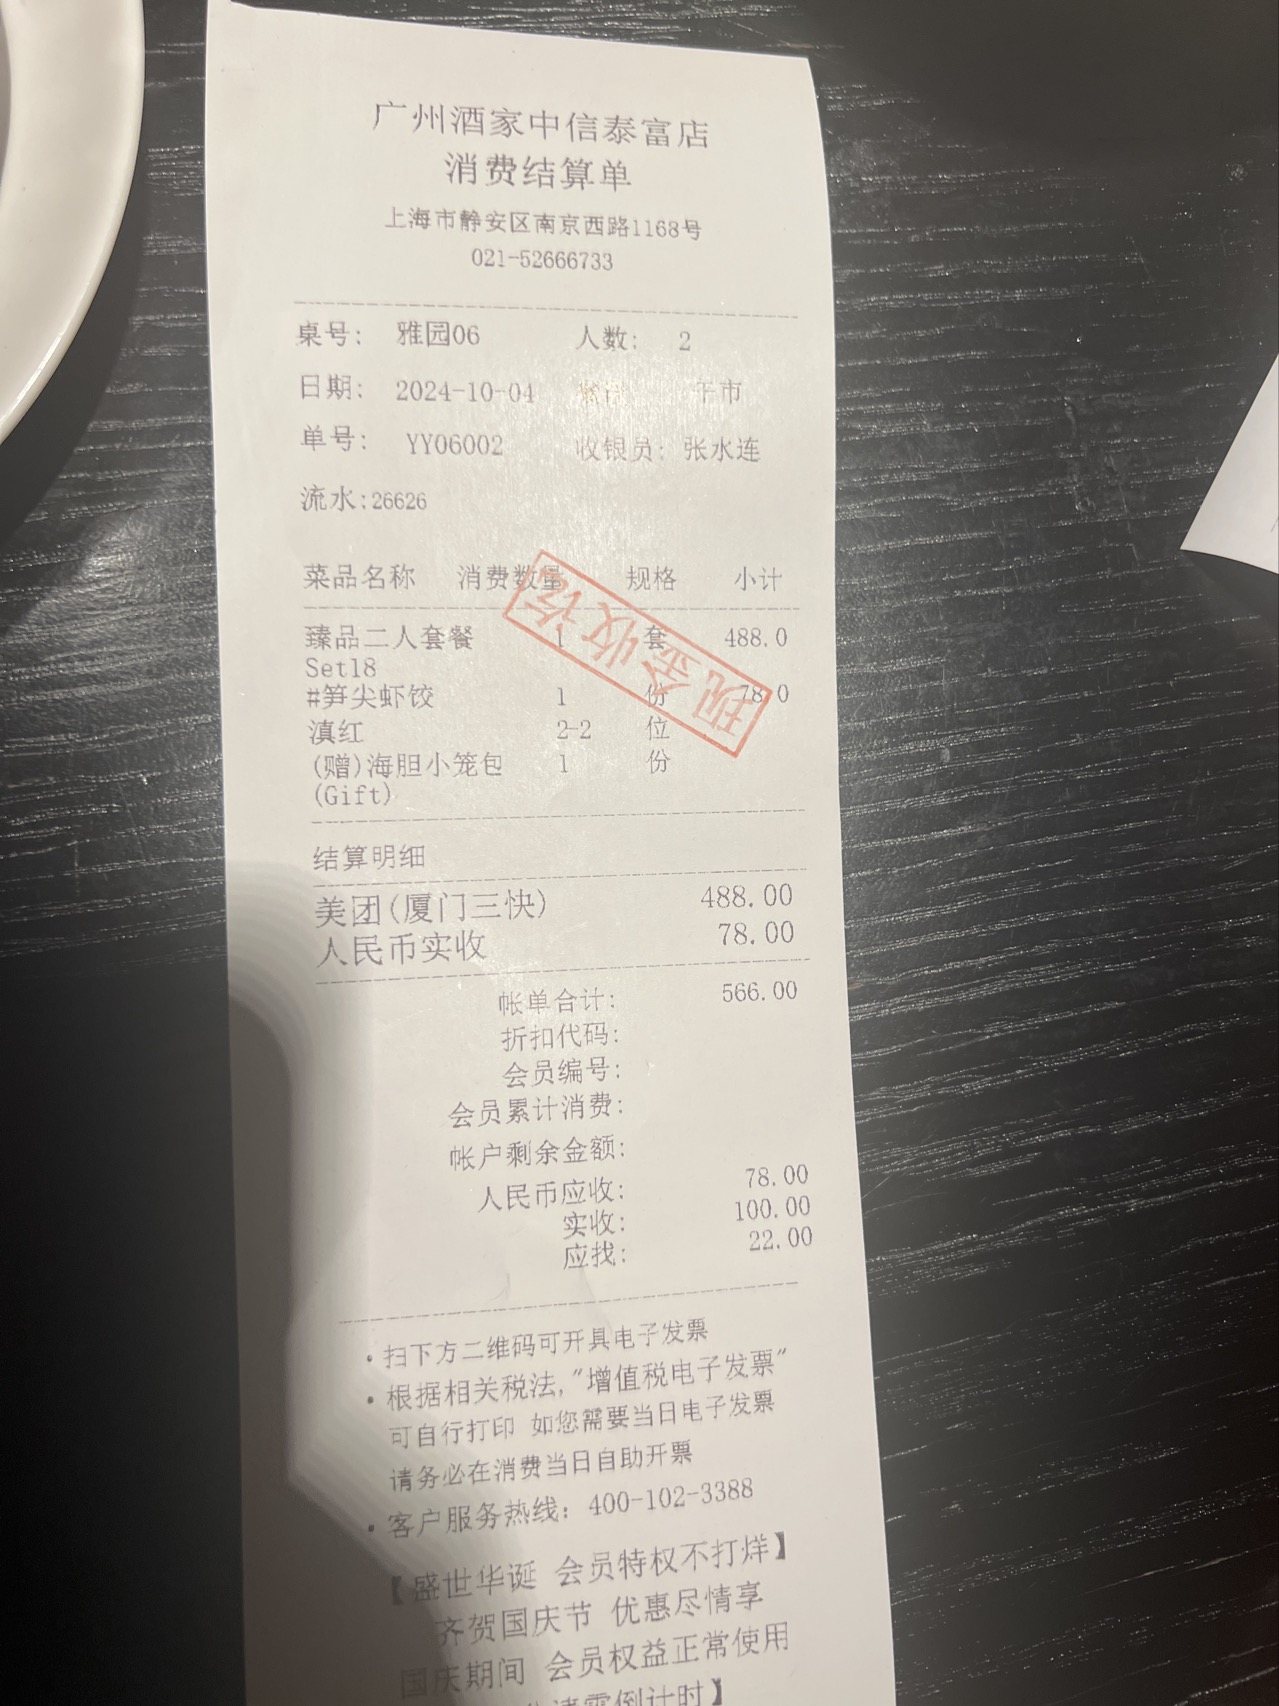 广州酒家中信泰富店
消费结算单
上海市静安区南京西路1168号
021-52666733
桌号: 雅园06 人数: 2
日期: 2024-10-04 午市
单号: YY06002 收银员: 张水连
流水:26626
菜品名称 消费数量 规格 小计
臻品二人套餐 1 套 488.0
Set18
#笋尖虾饺 1 份 78.0
滇红 2-2 位
(赠)海胆小笼包 1 份
(Gift)
现金收讫
结算明细
美团(厦门三快) 488.00
人民币实收 78.00
帐单合计: 566.00
折扣代码:
会员编号:
会员累计消费:
帐户剩余金额:
人民币应收: 78.00
实收: 100.00
应找: 22.00
·扫下方二维码可开具电子发票
·根据相关税法,"增值税电子发票"
可自行打印 如您需要当日电子发票
请务必在消费当日自助开票
·客户服务热线: 400-102-3388
【盛世华诞 会员特权不打烊】
齐贺国庆节 优惠尽情享
国庆期间 会员权益正常使用
倒计时】